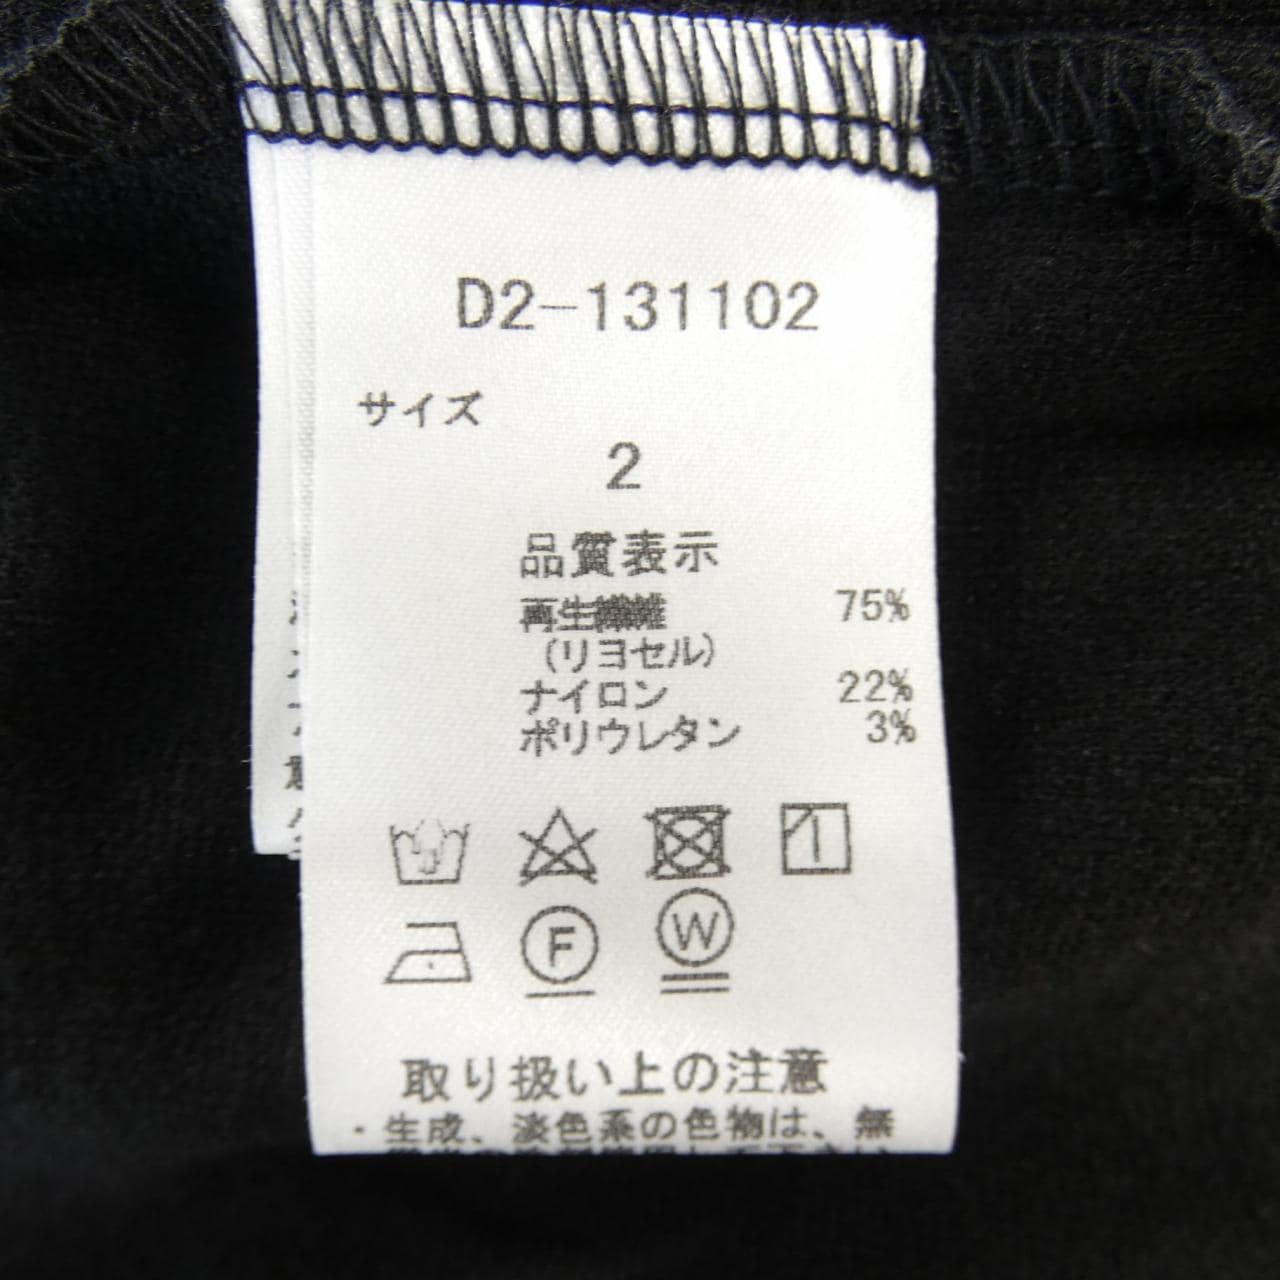 D2-131102
サイズ
2
品質表示
再生繊維 75%
(リヨセル)
ナイロン 22%
ポリウレタン 3%
F W
取り扱い上の注意
・生成、淡色系の色物は、無